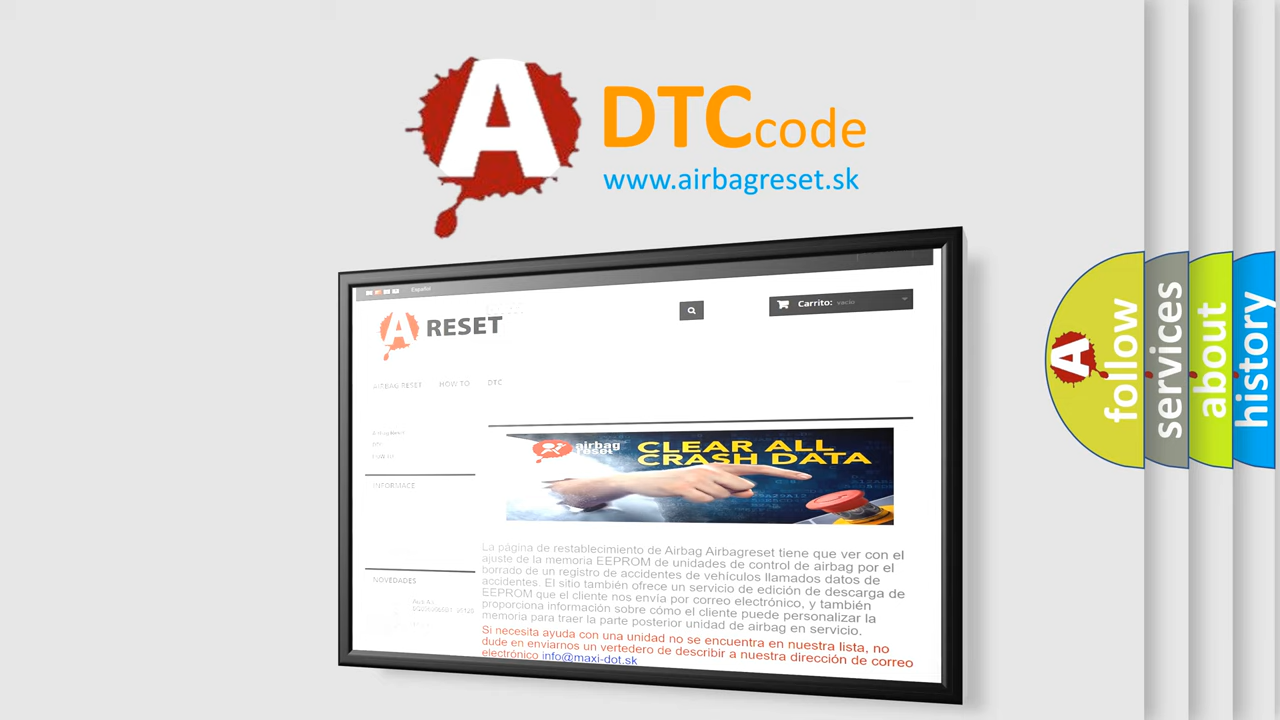 A DTCcode
www.airbagreset.sk
Español
A RESET
Carrito: vacío
AIRBAG RESET HOW TO DTC
INFORMACE
NOVEDADES
airbag
reset
CLEAR ALL
CRASH DATA
La página de restablecimiento de Airbag Airbagreset tiene que ver con el
ajuste de la memoria EEPROM de unidades de control de airbag por el
borrado de un registro de accidentes de vehículos llamados datos de
accidentes. El sitio también ofrece un servicio de edición de descarga de
EEPROM que el cliente nos envía por correo electrónico, y también
proporciona información sobre cómo el cliente puede personalizar la
memoria para traer la parte posterior unidad de airbag en servicio.
Si necesita ayuda con una unidad no se encuentra en nuestra lista, no
dude en enviarnos un vertedero de describir a nuestra dirección de correo
electrónico info@maxi-dot.sk
A
follow
services
about
history